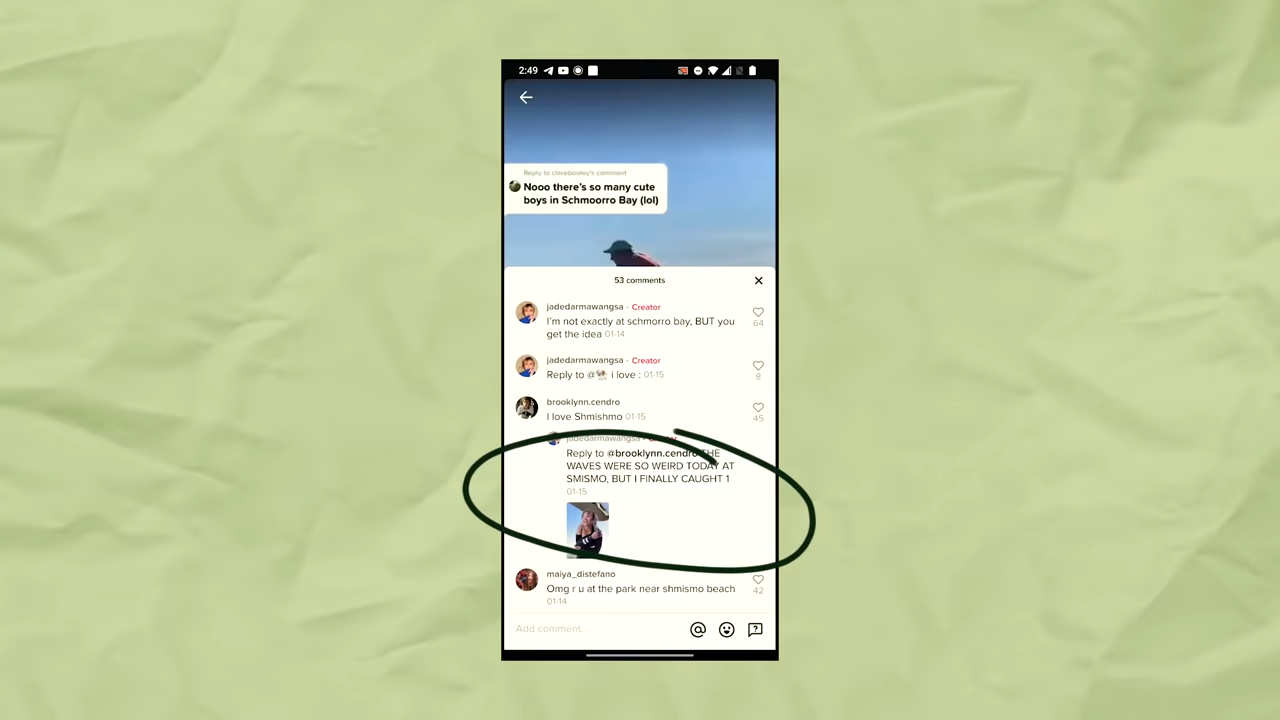 2:49
Reply to clarebooley's comment
Nooo there's so many cute
boys in Schmoorro Bay (lol)
53 comments
jadedarmawangsa · Creator
I'm not exactly at schmorro bay, BUT you
get the idea 01-14
64
jadedarmawangsa · Creator
Reply to @🐏 i love : 01-15
8
brooklynn.cendro
I love Shmishmo 01-15
45
jadedarmawangsa · Creator
Reply to @brooklynn.cendro THE
WAVES WERE SO WEIRD TODAY AT
SMISMO, BUT I FINALLY CAUGHT 1
01-15
maiya_distefano
Omg r u at the park near shmismo beach
01-14
42
Add comment...